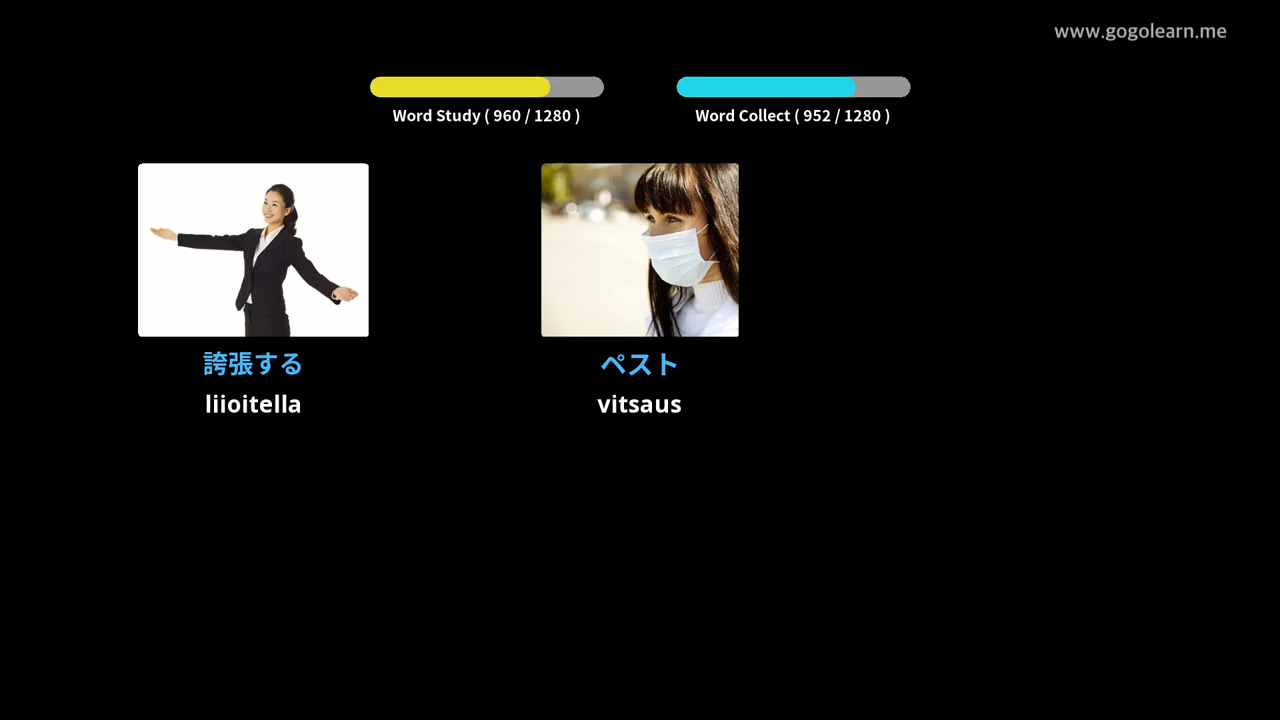 www.gogolearn.me
Word Study ( 960 / 1280 )
Word Collect ( 952 / 1280 )
誇張する
liioitella
ペスト
vitsaus